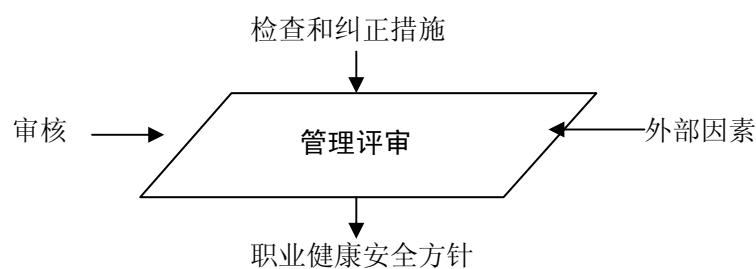 检查和纠正措施
审核
管理评审
外部因素
职业健康安全方针